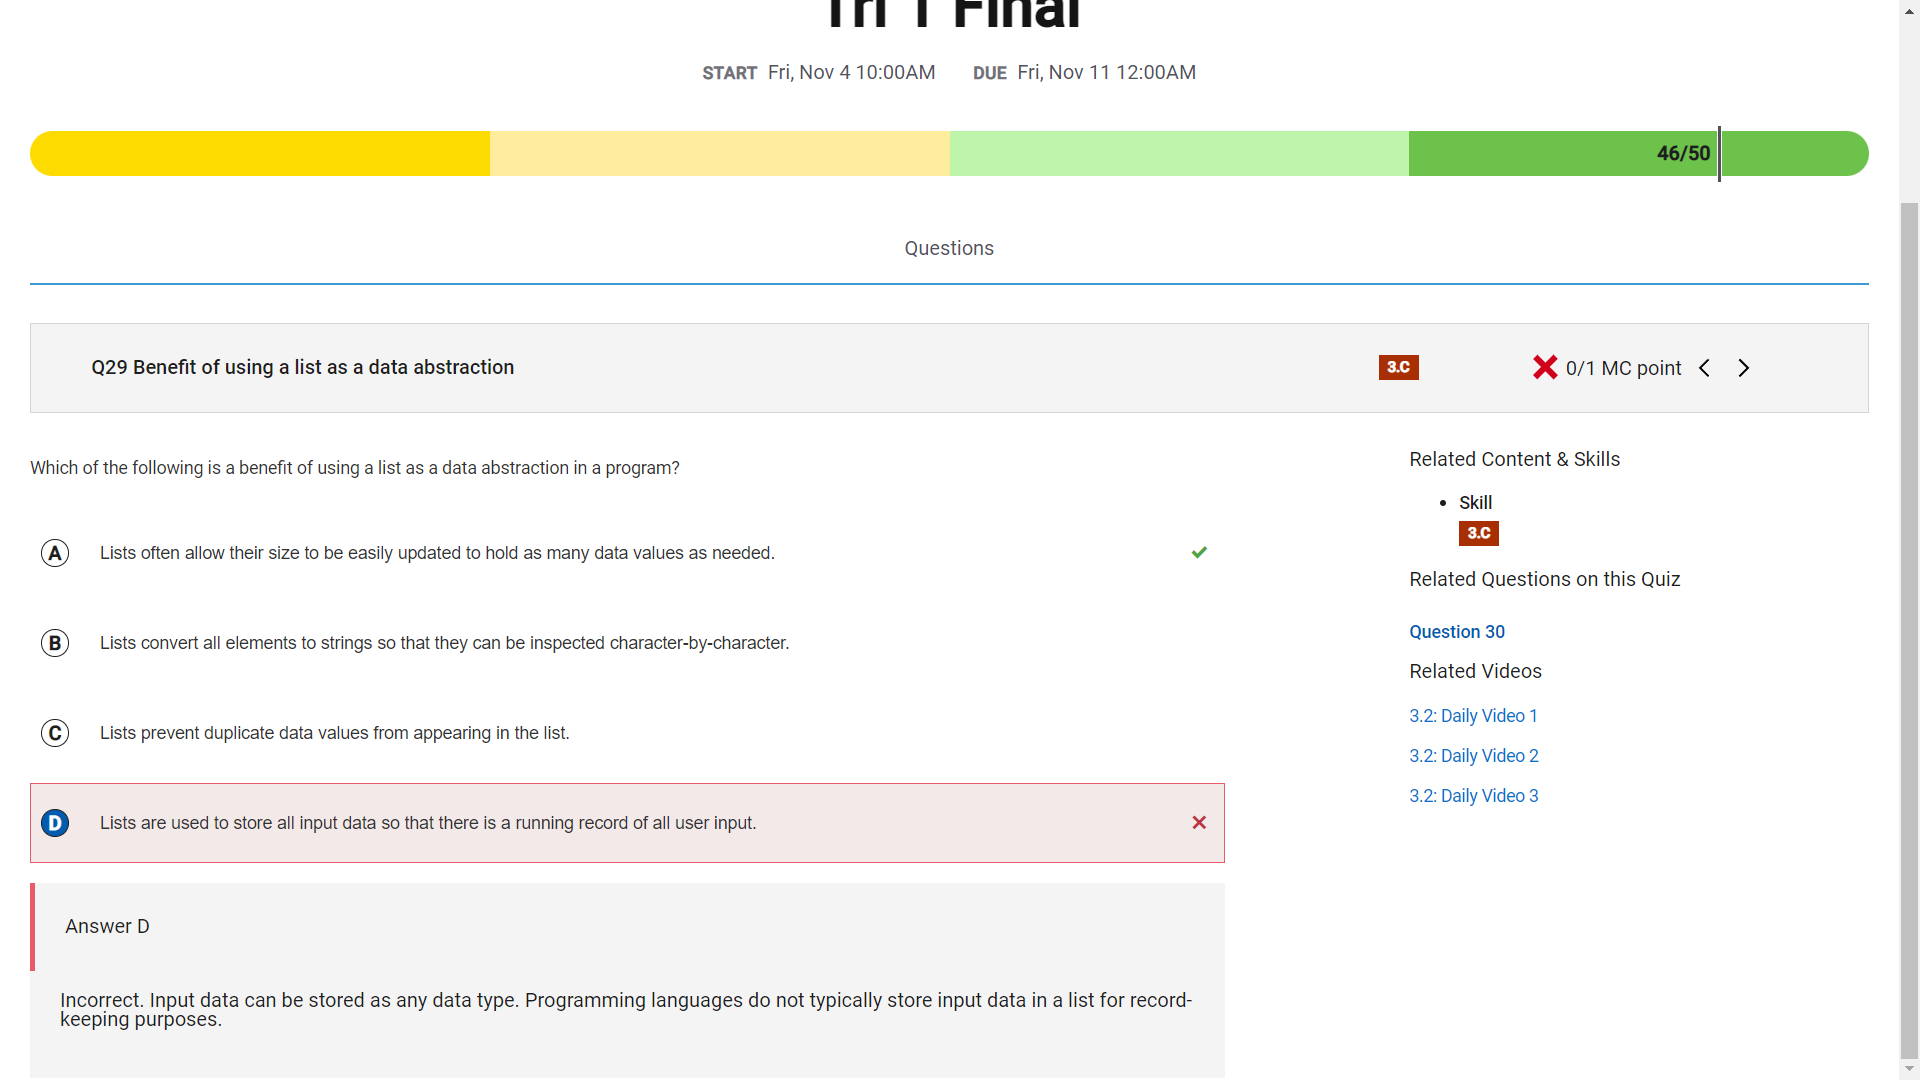 Tri 1 Final
START Fri, Nov 4 10:00AM DUE Fri, Nov 11 12:00AM
46/50
Questions
Q29 Benefit of using a list as a data abstraction 3.C 0/1 MC point
Which of the following is a benefit of using a list as a data abstraction in a program?
A Lists often allow their size to be easily updated to hold as many data values as needed.
B Lists convert all elements to strings so that they can be inspected character-by-character.
C Lists prevent duplicate data values from appearing in the list.
D Lists are used to store all input data so that there is a running record of all user input.
Answer D
Incorrect. Input data can be stored as any data type. Programming languages do not typically store input data in a list for record-
keeping purposes.
Related Content & Skills
Skill
3.C
Related Questions on this Quiz
Question 30
Related Videos
3.2: Daily Video 1
3.2: Daily Video 2
3.2: Daily Video 3